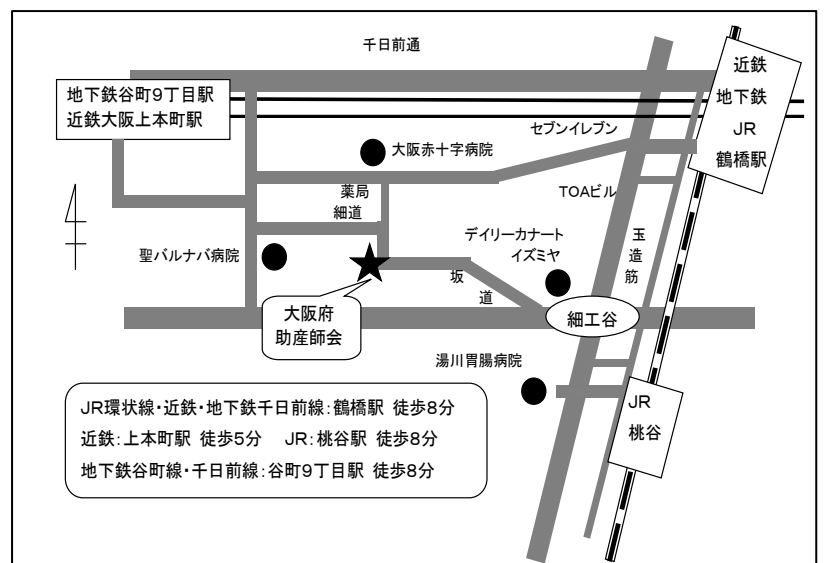 千日前通
近鉄
地下鉄
JR
鶴橋駅
地下鉄谷町9丁目駅
近鉄大阪上本町駅
セブンイレブン
大阪赤十字病院
薬局
細道
TOAビル
デイリーカナート
イズミヤ
玉造筋
聖バルナバ病院
坂道
大阪府
助産師会
細工谷
湯川胃腸病院
JR
桃谷
JR環状線・近鉄・地下鉄千日前線:鶴橋駅 徒歩8分
近鉄:上本町駅 徒歩5分 JR:桃谷駅 徒歩8分
地下鉄谷町線・千日前線:谷町9丁目駅 徒歩8分